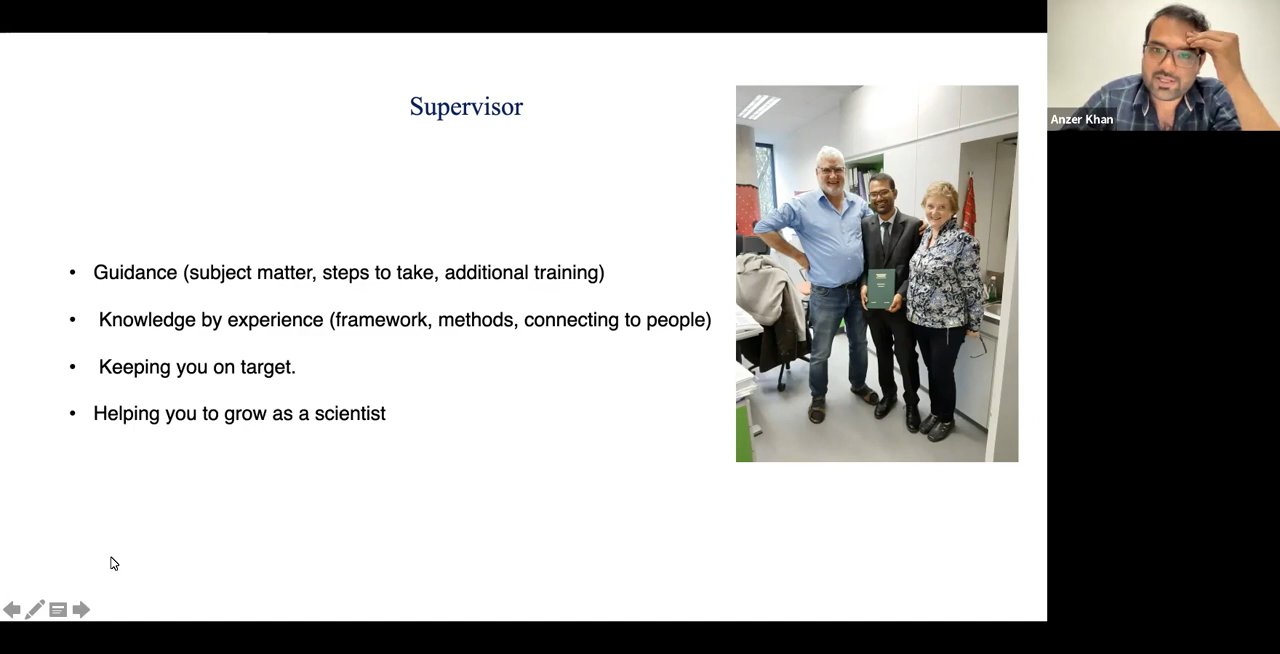 Supervisor
• Guidance (subject matter, steps to take, additional training)
• Knowledge by experience (framework, methods, connecting to people)
• Keeping you on target.
• Helping you to grow as a scientist
Anzer Khan